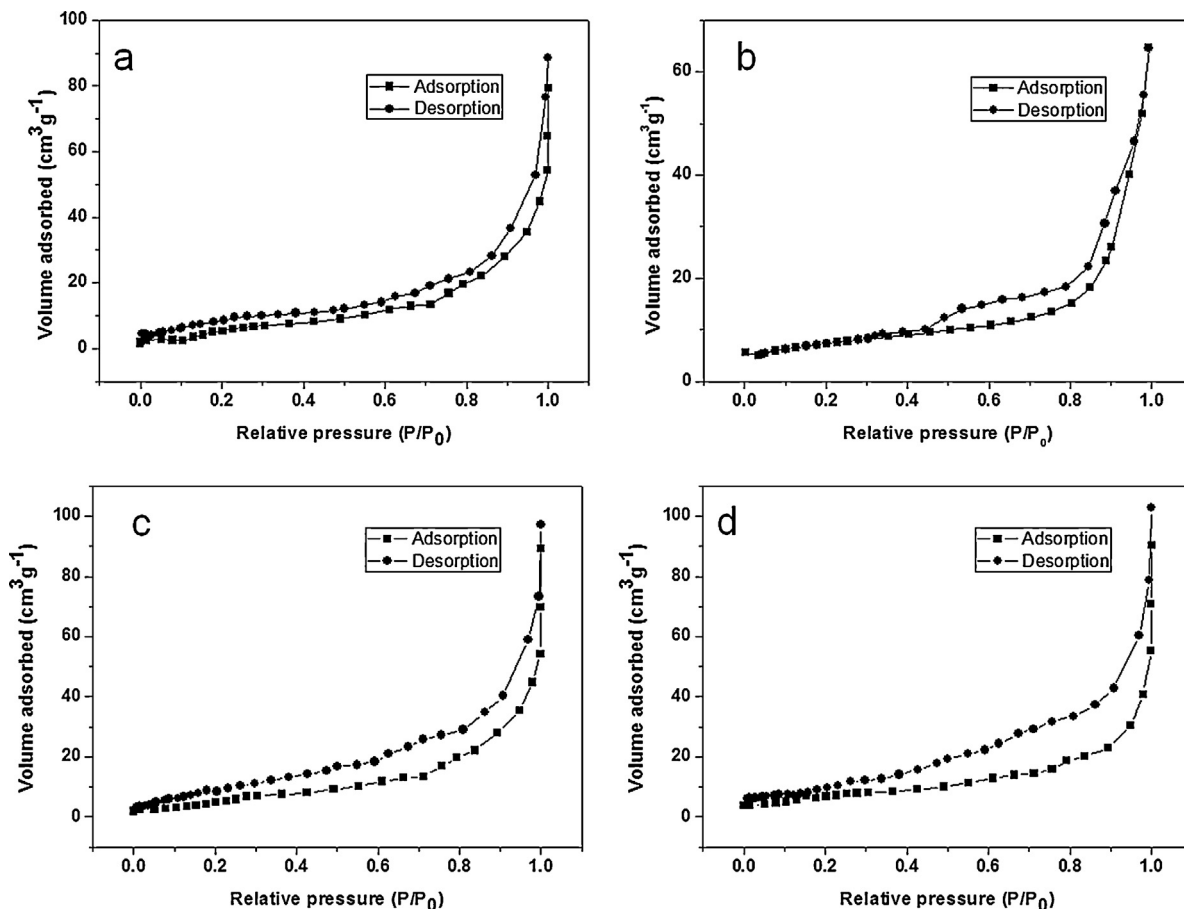 a
100
80
60
40
20
0
Volume adsorbed (cm³g⁻¹)
Adsorption
Desorption
0.0 0.2 0.4 0.6 0.8 1.0
Relative pressure (P/P₀)
b
60
40
20
0
Volume adsorbed (cm³g⁻¹)
Adsorption
Desorption
0.0 0.2 0.4 0.6 0.8 1.0
Relative pressure (P/P₀)
c
100
80
60
40
20
0
Volume adsorbed (cm³g⁻¹)
Adsorption
Desorption
0.0 0.2 0.4 0.6 0.8 1.0
Relative pressure (P/P₀)
d
100
80
60
40
20
0
Volume adsorbed (cm³g⁻¹)
Adsorption
Desorption
0.0 0.2 0.4 0.6 0.8 1.0
Relative pressure (P/P₀)